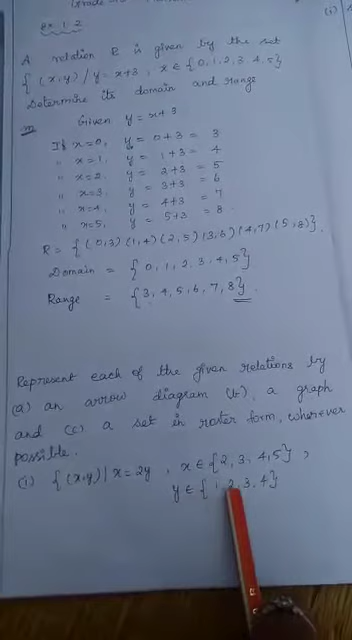 Ex 1.2
A relation R is given by the set
{(x,y) / y = x+3, x ∈ {0,1,2,3,4,5}
Determine its domain and range
Given y = x+3
If x=0, y = 0+3 = 3
" x=1, y = 1+3 = 4
" x=2, y = 2+3 = 5
" x=3, y = 3+3 = 6
" x=4, y = 4+3 = 7
" x=5, y = 5+3 = 8.
R = {(0,3)(1,4)(2,5)(3,6)(4,7)(5,8)}.
Domain = {0,1,2,3,4,5}
Range = {3,4,5,6,7,8}.
Represent each of the given relations by
(a) an arrow diagram (b), a graph
and (c) a set in roster form, wherever
possible.
(i) {(x,y) | x = 2y, x ∈ {2,3,4,5},
y ∈ {1,2,3,4}